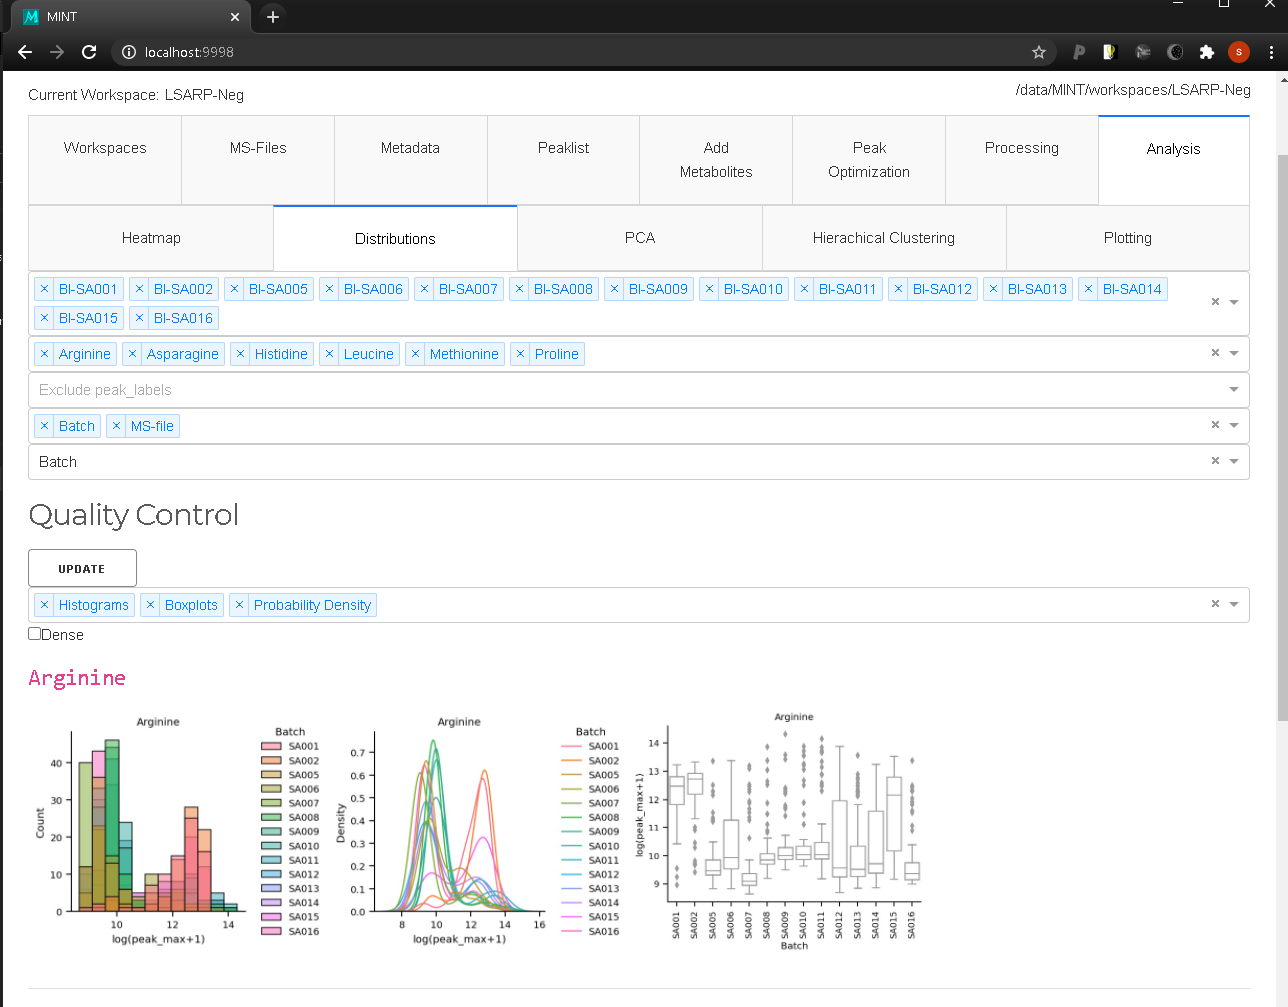 MINT
localhost:9998
Current Workspace: LSARP-Neg
/data/MINT/workspaces/LSARP-Neg
Workspaces
MS-Files
Metadata
Peaklist
Add
Metabolites
Peak
Optimization
Processing
Analysis
Heatmap
Distributions
PCA
Hierachical Clustering
Plotting
× BI-SA001 × BI-SA002 × BI-SA005 × BI-SA006 × BI-SA007 × BI-SA008 × BI-SA009 × BI-SA010 × BI-SA011 × BI-SA012 × BI-SA013 × BI-SA014
× BI-SA015 × BI-SA016
× Arginine × Asparagine × Histidine × Leucine × Methionine × Proline
Exclude peak_labels
× Batch × MS-file
Batch
Quality Control
UPDATE
× Histograms × Boxplots × Probability Density
Dense
Arginine
Arginine
Count
40
30
20
10
0
10 12 14
log(peak_max+1)
Batch
SA001
SA002
SA005
SA006
SA007
SA008
SA009
SA010
SA011
SA012
SA013
SA014
SA015
SA016
Arginine
Density
0.7
0.6
0.5
0.4
0.3
0.2
0.1
0.0
8 10 12 14 16
log(peak_max+1)
Batch
SA001
SA002
SA005
SA006
SA007
SA008
SA009
SA010
SA011
SA012
SA013
SA014
SA015
SA016
Arginine
log(peak_max+1)
14
13
12
11
10
9
SA001 SA002 SA005 SA006 SA007 SA008 SA009 SA010 SA011 SA012 SA013 SA014 SA015 SA016
Batch